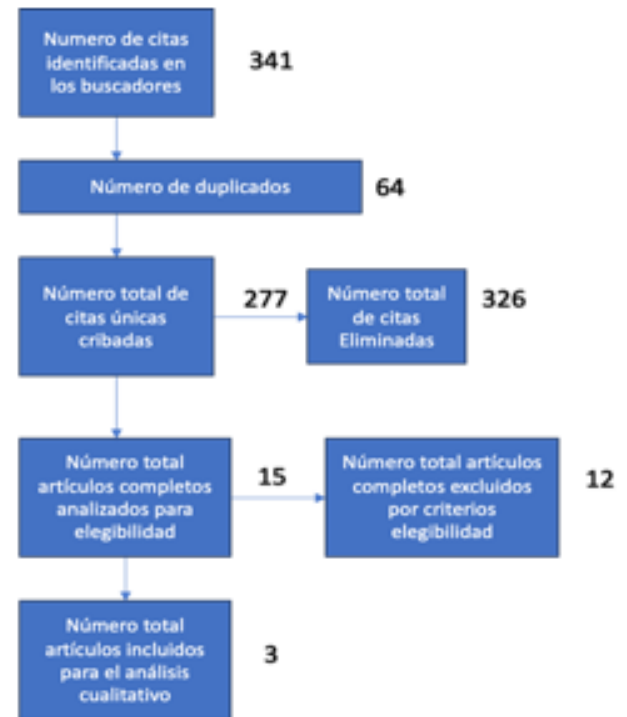 Numero de citas
identificadas en
los buscadores
341
Número de duplicados
64
Número total de
citas únicas
cribadas
277
Número total
de citas
Eliminadas
326
Número total
artículos completos
analizados para
elegibilidad
15
Número total artículos
completos excluidos
por criterios
elegibilidad
12
Número total
artículos incluidos
para el análisis
cualitativo
3